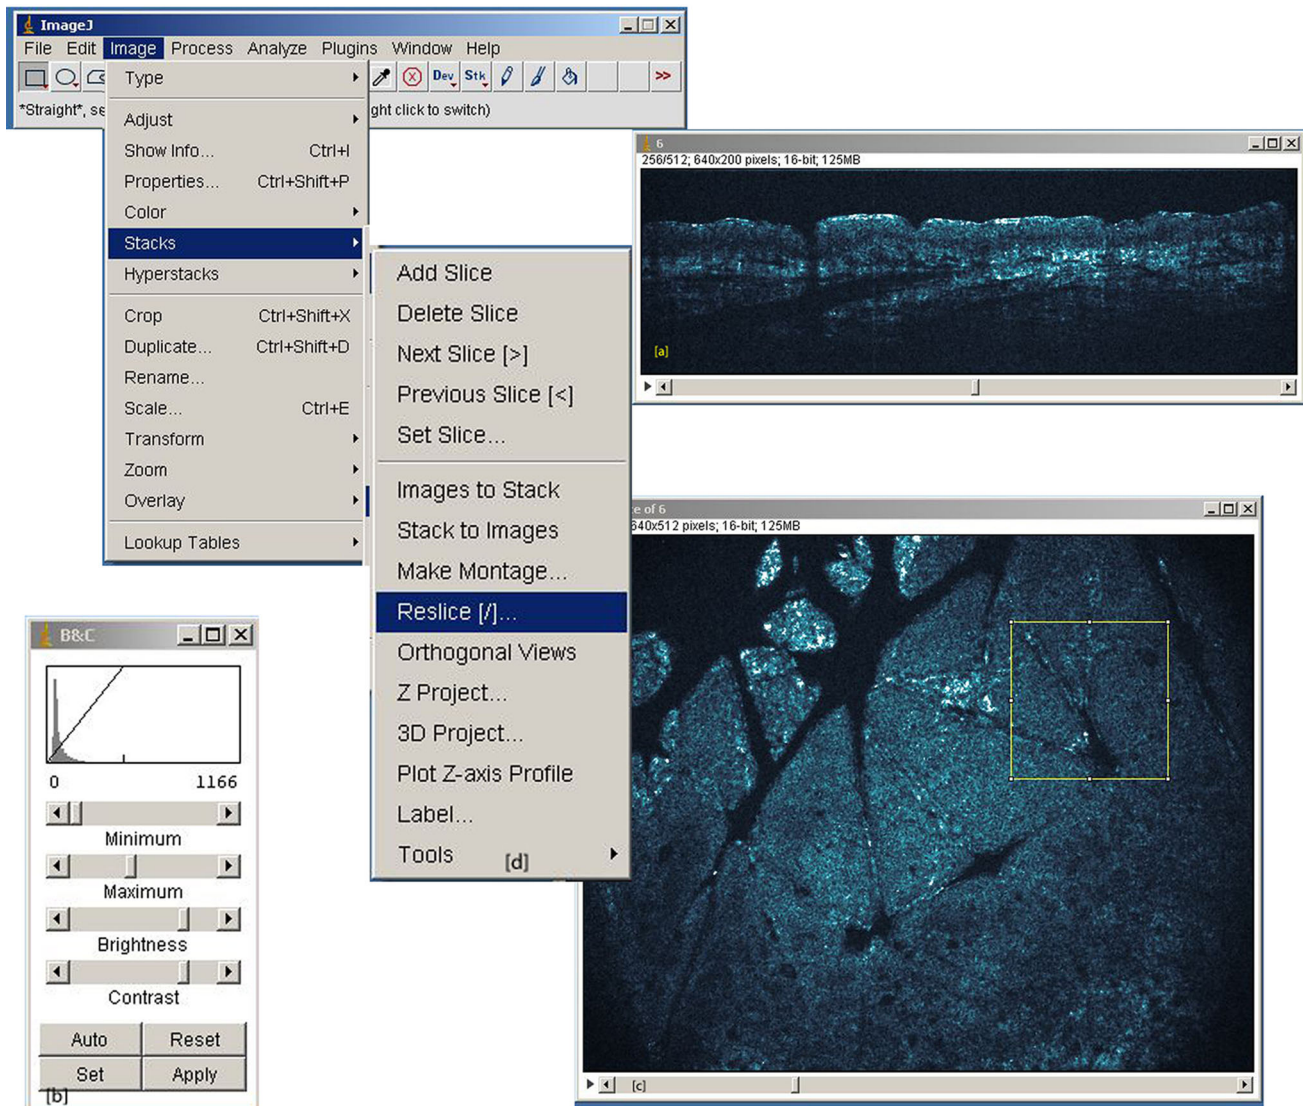 ImageJ
File Edit Image Process Analyze Plugins Window Help
Dev Stk >>
*Straight*, se
ght click to switch)
Type
Adjust
Show Info... Ctrl+I
Properties... Ctrl+Shift+P
Color
Stacks
Hyperstacks
Crop Ctrl+Shift+X
Duplicate... Ctrl+Shift+D
Rename...
Scale... Ctrl+E
Transform
Zoom
Overlay
Lookup Tables
Add Slice
Delete Slice
Next Slice [>]
Previous Slice [<]
Set Slice...
Images to Stack
Stack to Images
Make Montage...
Reslice [/]...
Orthogonal Views
Z Project...
3D Project...
Plot Z-axis Profile
Label...
Tools
[d]
6
256/512; 640x200 pixels; 16-bit; 125MB
[a]
ce of 6
640x512 pixels; 16-bit; 125MB
[c]
B&C
0 1166
Minimum
Maximum
Brightness
Contrast
Auto Reset
Set Apply
[b]